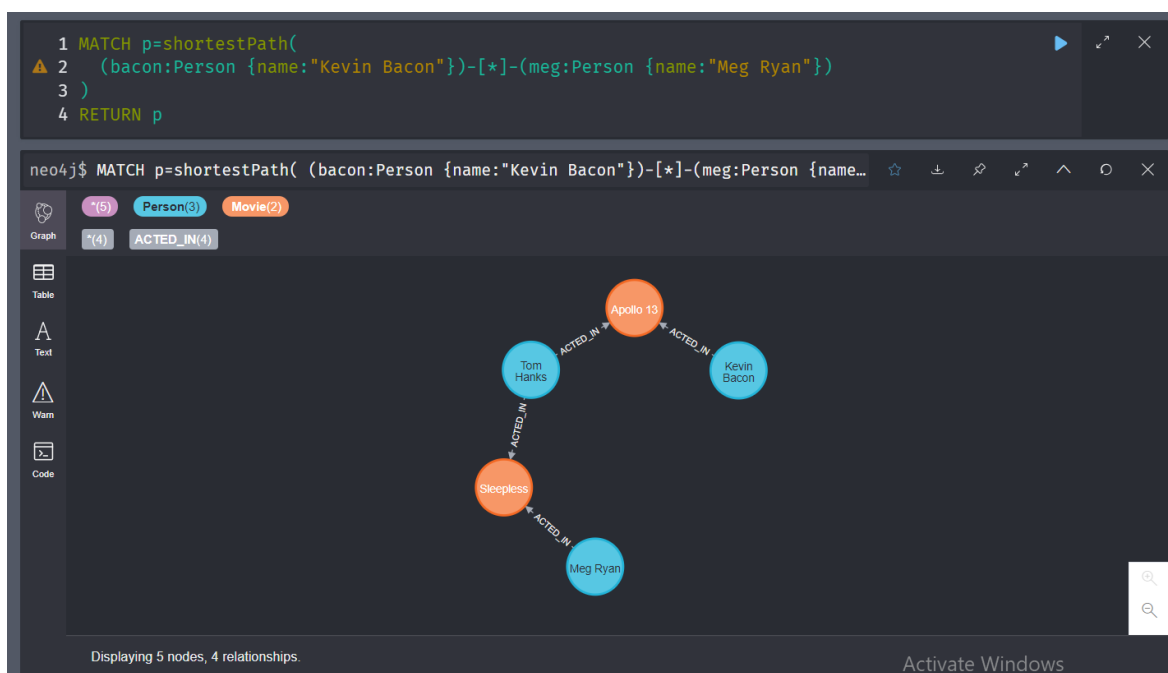 1 MATCH p=shortestPath(
2 (bacon:Person {name:"Kevin Bacon"})-[*]-(meg:Person {name:"Meg Ryan"})
3 )
4 RETURN p
neo4j$ MATCH p=shortestPath( (bacon:Person {name:"Kevin Bacon"})-[*]-(meg:Person {name…
*(5) Person(3) Movie(2)
Graph
*(4) ACTED_IN(4)
Table
A
Text
Warn
Code
Apollo 13
ACTED_IN
ACTED_IN
Tom
Hanks
Kevin
Bacon
ACTED_IN
Sleepless
ACTED_IN
Meg Ryan
Displaying 5 nodes, 4 relationships.
Activate Windows